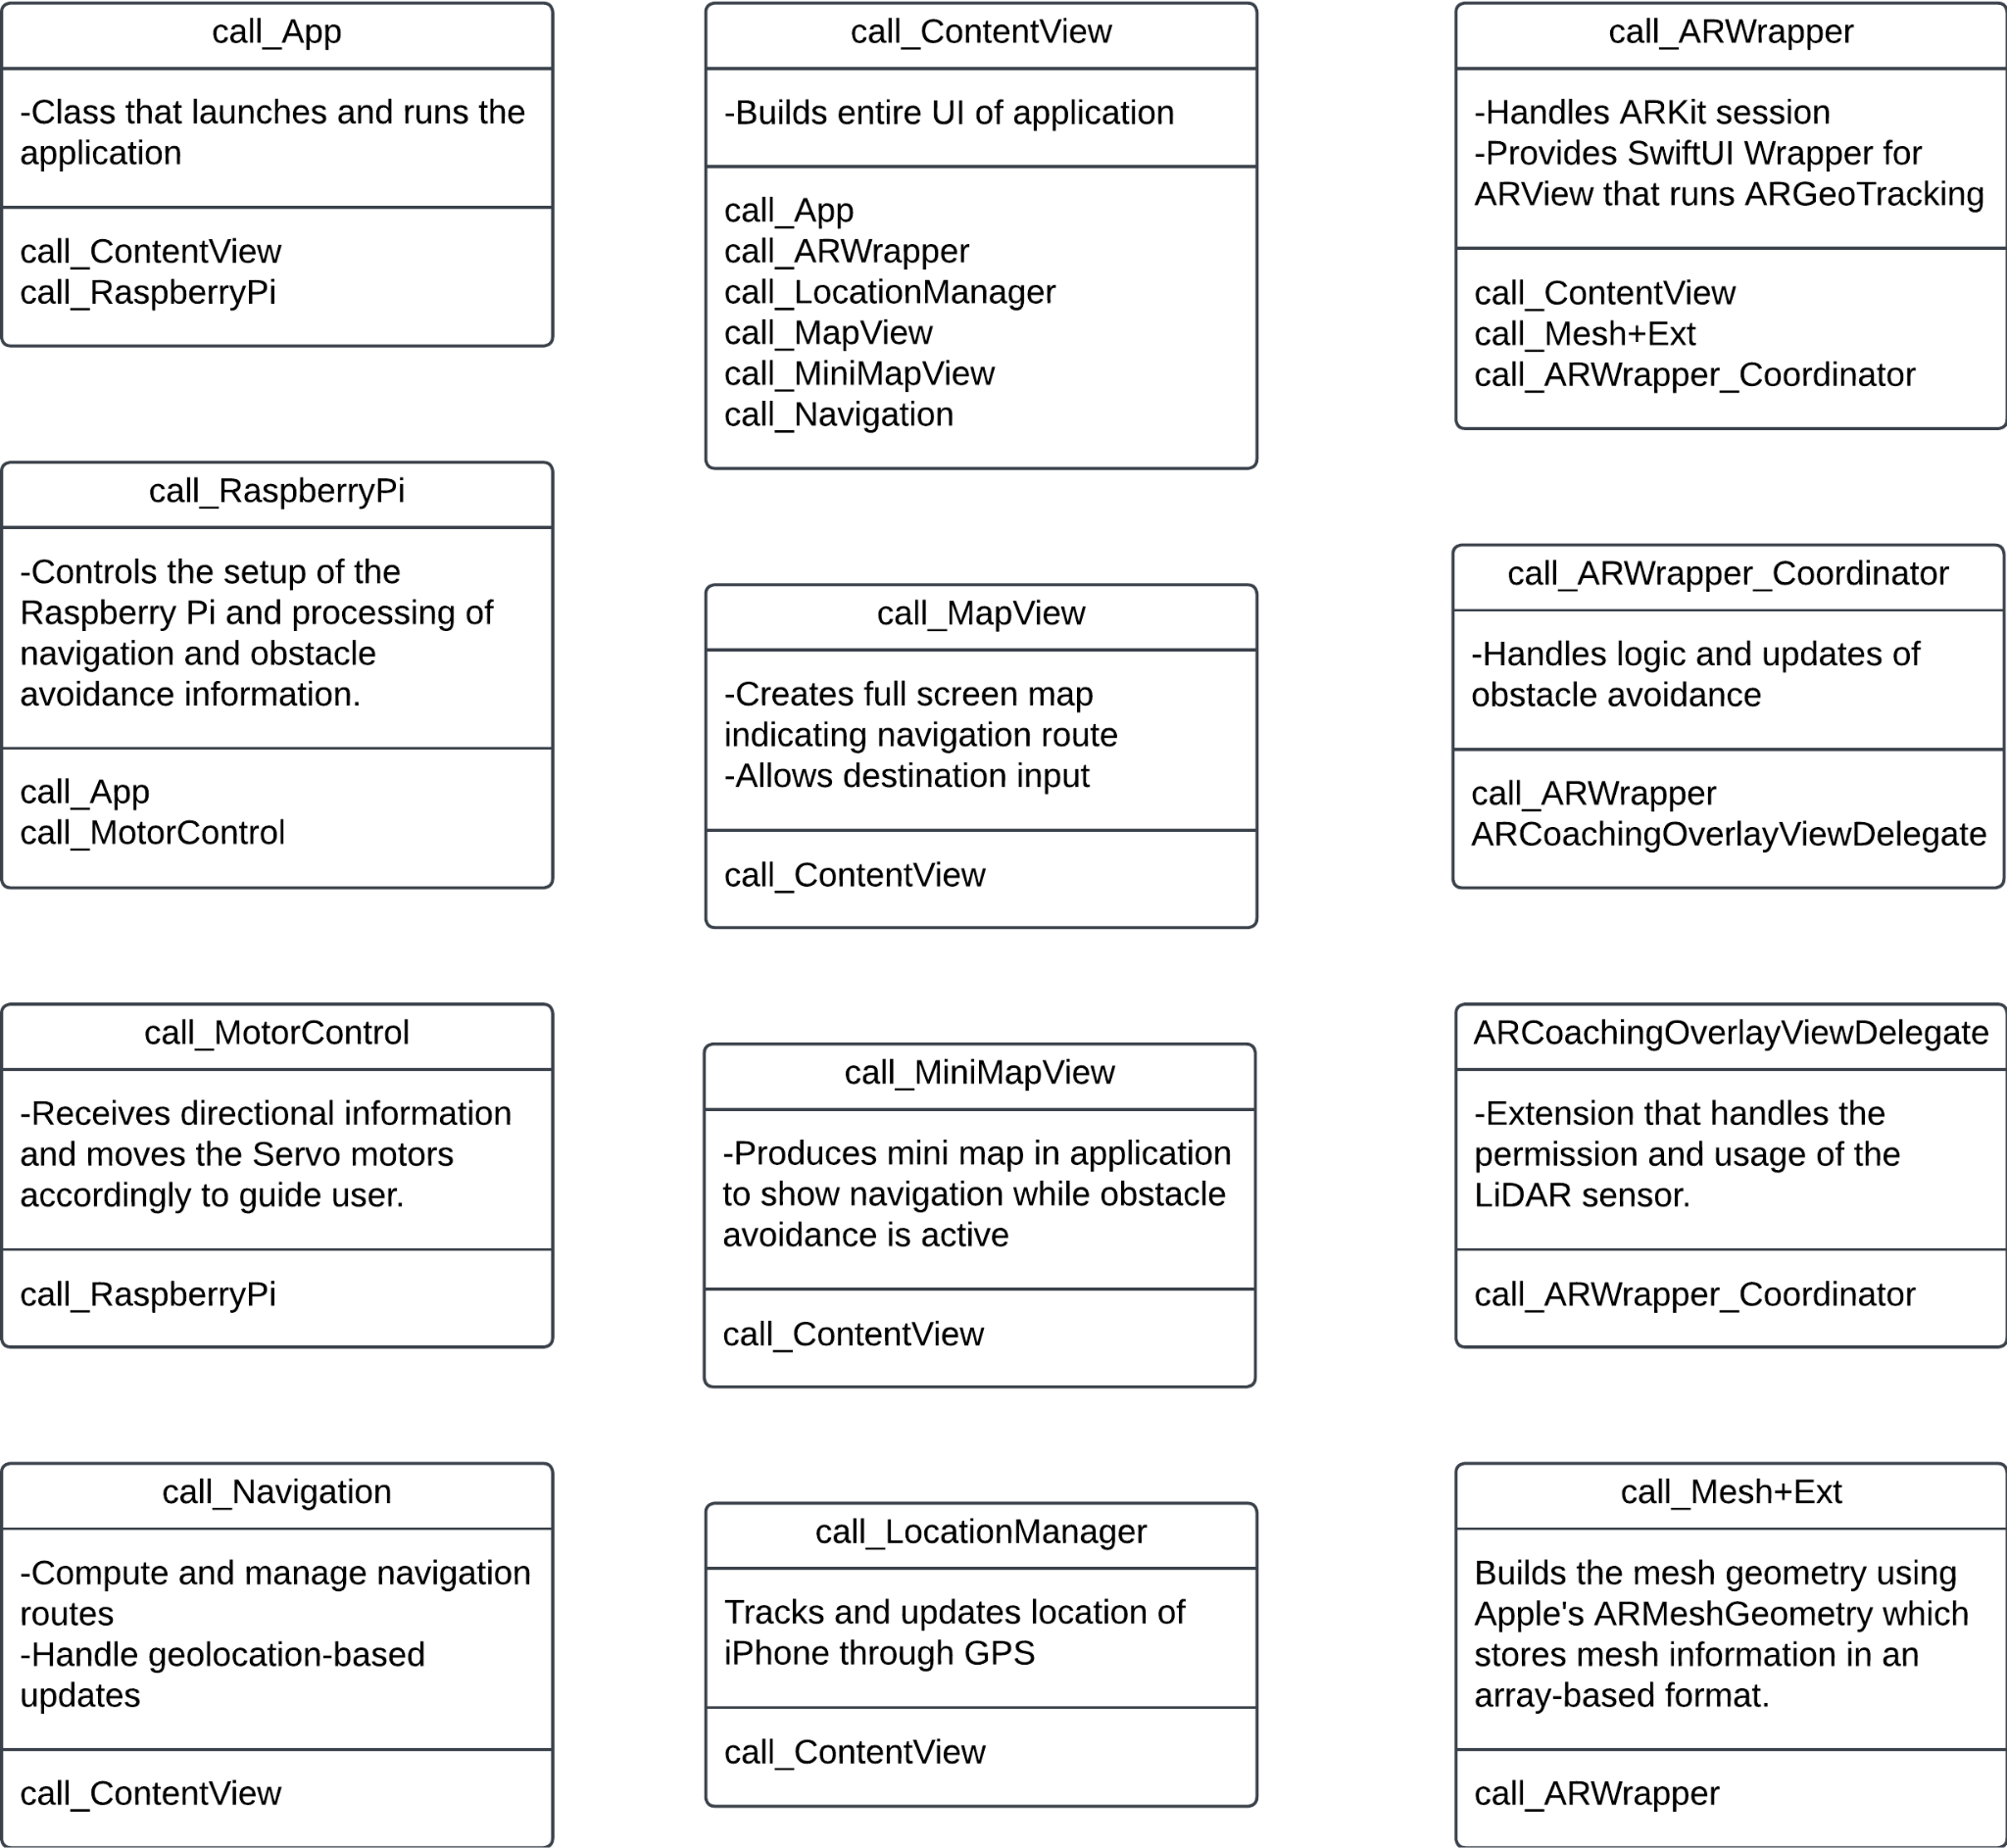 call_App
-Class that launches and runs the
application
call_ContentView
call_RaspberryPi
call_RaspberryPi
-Controls the setup of the
Raspberry Pi and processing of
navigation and obstacle
avoidance information.
call_App
call_MotorControl
call_MotorControl
-Receives directional information
and moves the Servo motors
accordingly to guide user.
call_RaspberryPi
call_Navigation
-Compute and manage navigation
routes
-Handle geolocation-based
updates
call_ContentView
call_ContentView
-Builds entire UI of application
call_App
call_ARWrapper
call_LocationManager
call_MapView
call_MiniMapView
call_Navigation
call_MapView
-Creates full screen map
indicating navigation route
-Allows destination input
call_ContentView
call_MiniMapView
-Produces mini map in application
to show navigation while obstacle
avoidance is active
call_ContentView
call_LocationManager
Tracks and updates location of
iPhone through GPS
call_ContentView
call_ARWrapper
-Handles ARKit session
-Provides SwiftUI Wrapper for
ARView that runs ARGeoTracking
call_ContentView
call_Mesh+Ext
call_ARWrapper_Coordinator
call_ARWrapper_Coordinator
-Handles logic and updates of
obstacle avoidance
call_ARWrapper
ARCoachingOverlayViewDelegate
ARCoachingOverlayViewDelegate
-Extension that handles the
permission and usage of the
LiDAR sensor.
call_ARWrapper_Coordinator
call_Mesh+Ext
Builds the mesh geometry using
Apple's ARMeshGeometry which
stores mesh information in an
array-based format.
call_ARWrapper